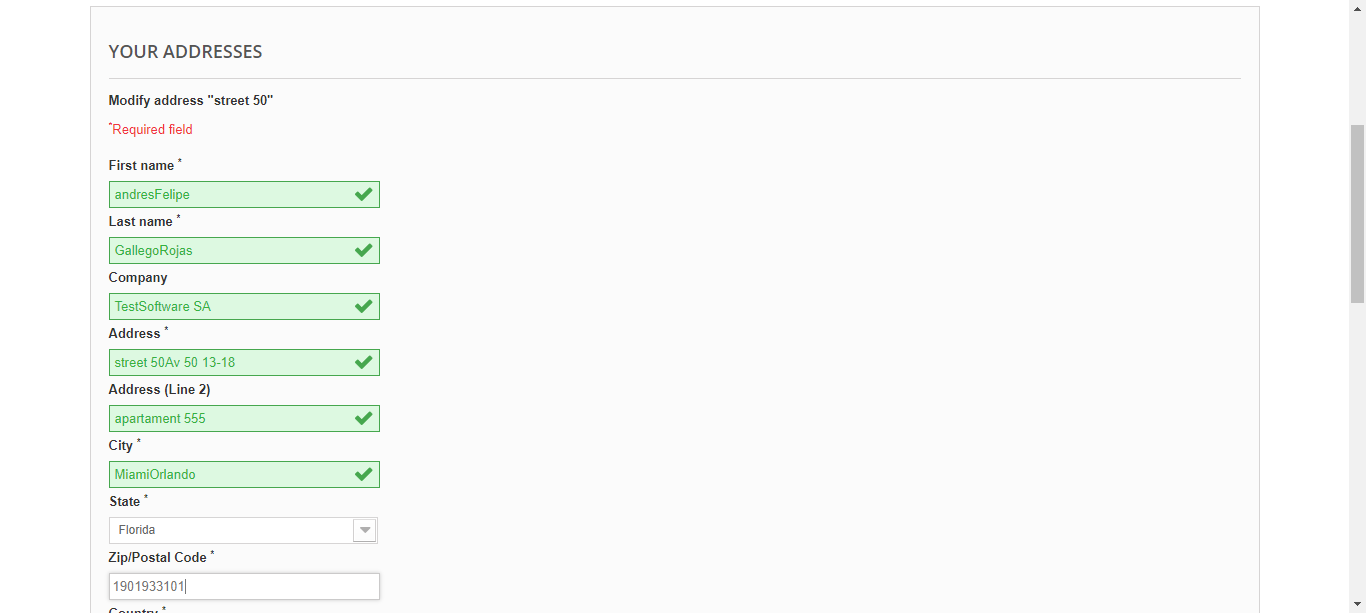 YOUR ADDRESSES
Modify address "street 50"
*Required field
First name *
andresFelipe
Last name *
GallegoRojas
Company
TestSoftware SA
Address *
street 50Av 50 13-18
Address (Line 2)
apartament 555
City *
MiamiOrlando
State *
Florida
Zip/Postal Code *
1901933101
Country *